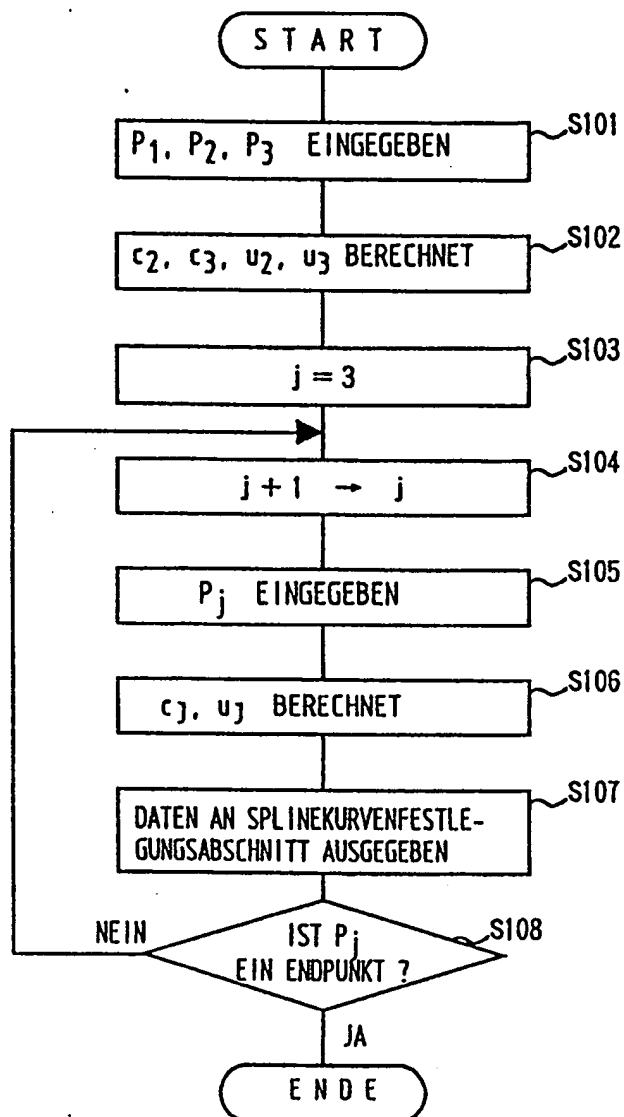 START
P1, P2, P3 EINGEGEBEN
S101
c2, c3, u2, u3 BERECHNET
S102
j = 3
S103
j + 1 → j
S104
Pj EINGEGEBEN
S105
cj, uj BERECHNET
S106
DATEN AN SPLINEKURVENFESTLE-
GUNGSABSCHNITT AUSGEGEBEN
S107
NEIN
IST Pj
EIN ENDPUNKT ?
S108
JA
ENDE